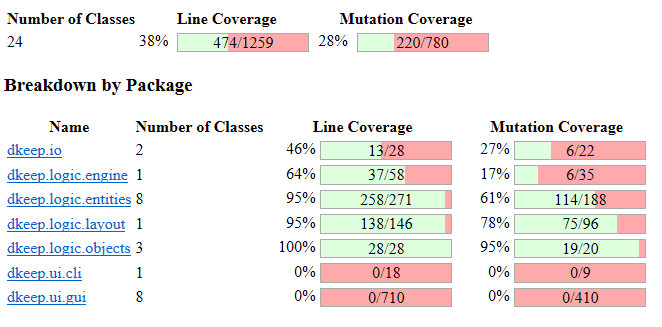 Number of Classes Line Coverage Mutation Coverage
24 38% 474/1259 28% 220/780
Breakdown by Package
Name Number of Classes Line Coverage Mutation Coverage
dkeep.io 2 46% 13/28 27% 6/22
dkeep.logic.engine 1 64% 37/58 17% 6/35
dkeep.logic.entities 8 95% 258/271 61% 114/188
dkeep.logic.layout 1 95% 138/146 78% 75/96
dkeep.logic.objects 3 100% 28/28 95% 19/20
dkeep.ui.cli 1 0% 0/18 0% 0/9
dkeep.ui.gui 8 0% 0/710 0% 0/410